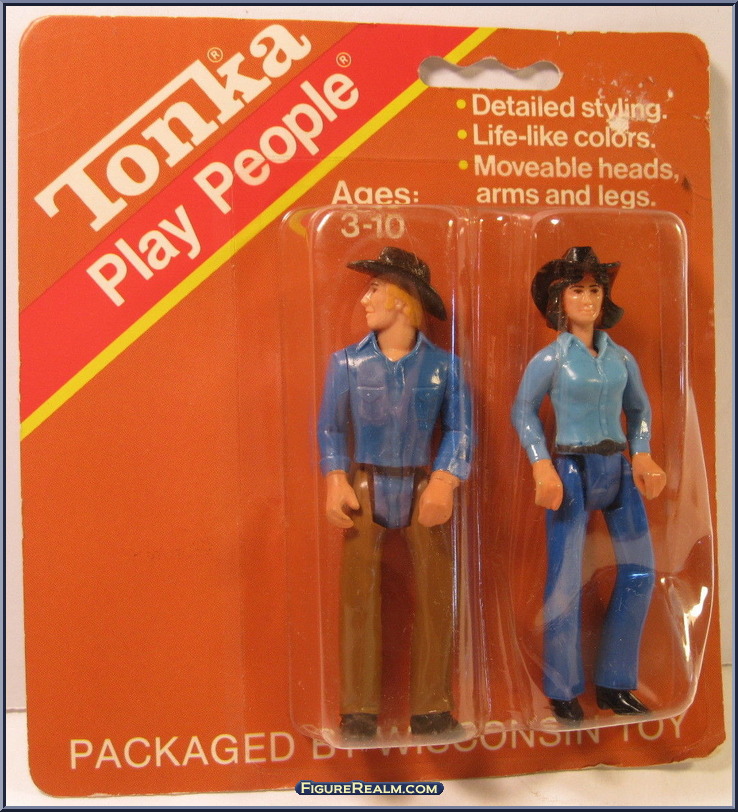 Tonka®
Play People®
• Detailed styling.
• Life-like colors.
• Moveable heads,
arms and legs.
Ages:
3-10
PACKAGED BY WISCONSIN TOY
FIGUREREALM.COM